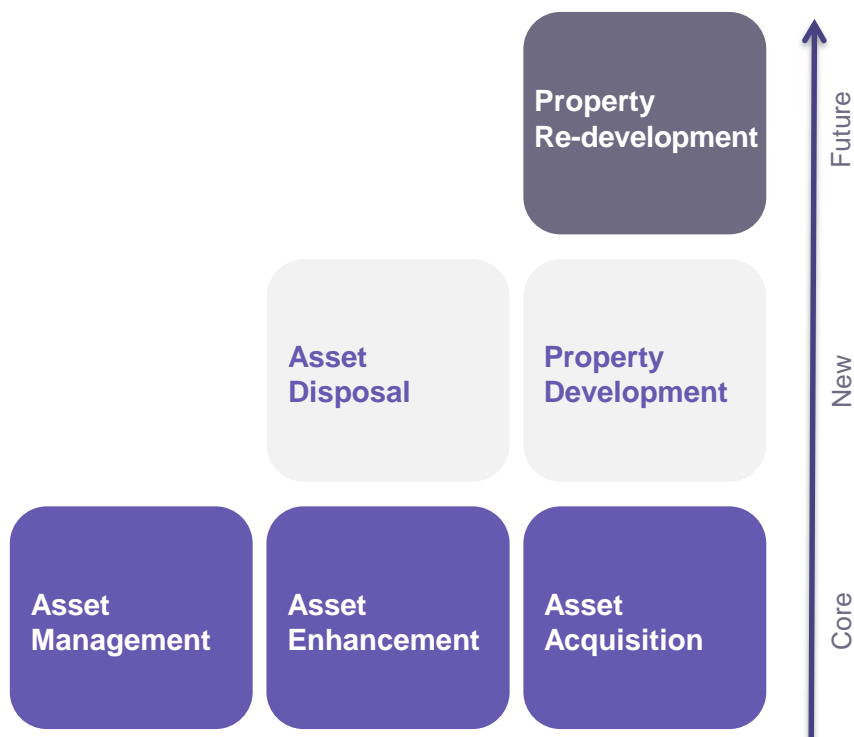 Property
Re-development
Future
Asset
Disposal
Property
Development
New
Asset
Management
Asset
Enhancement
Asset
Acquisition
Core